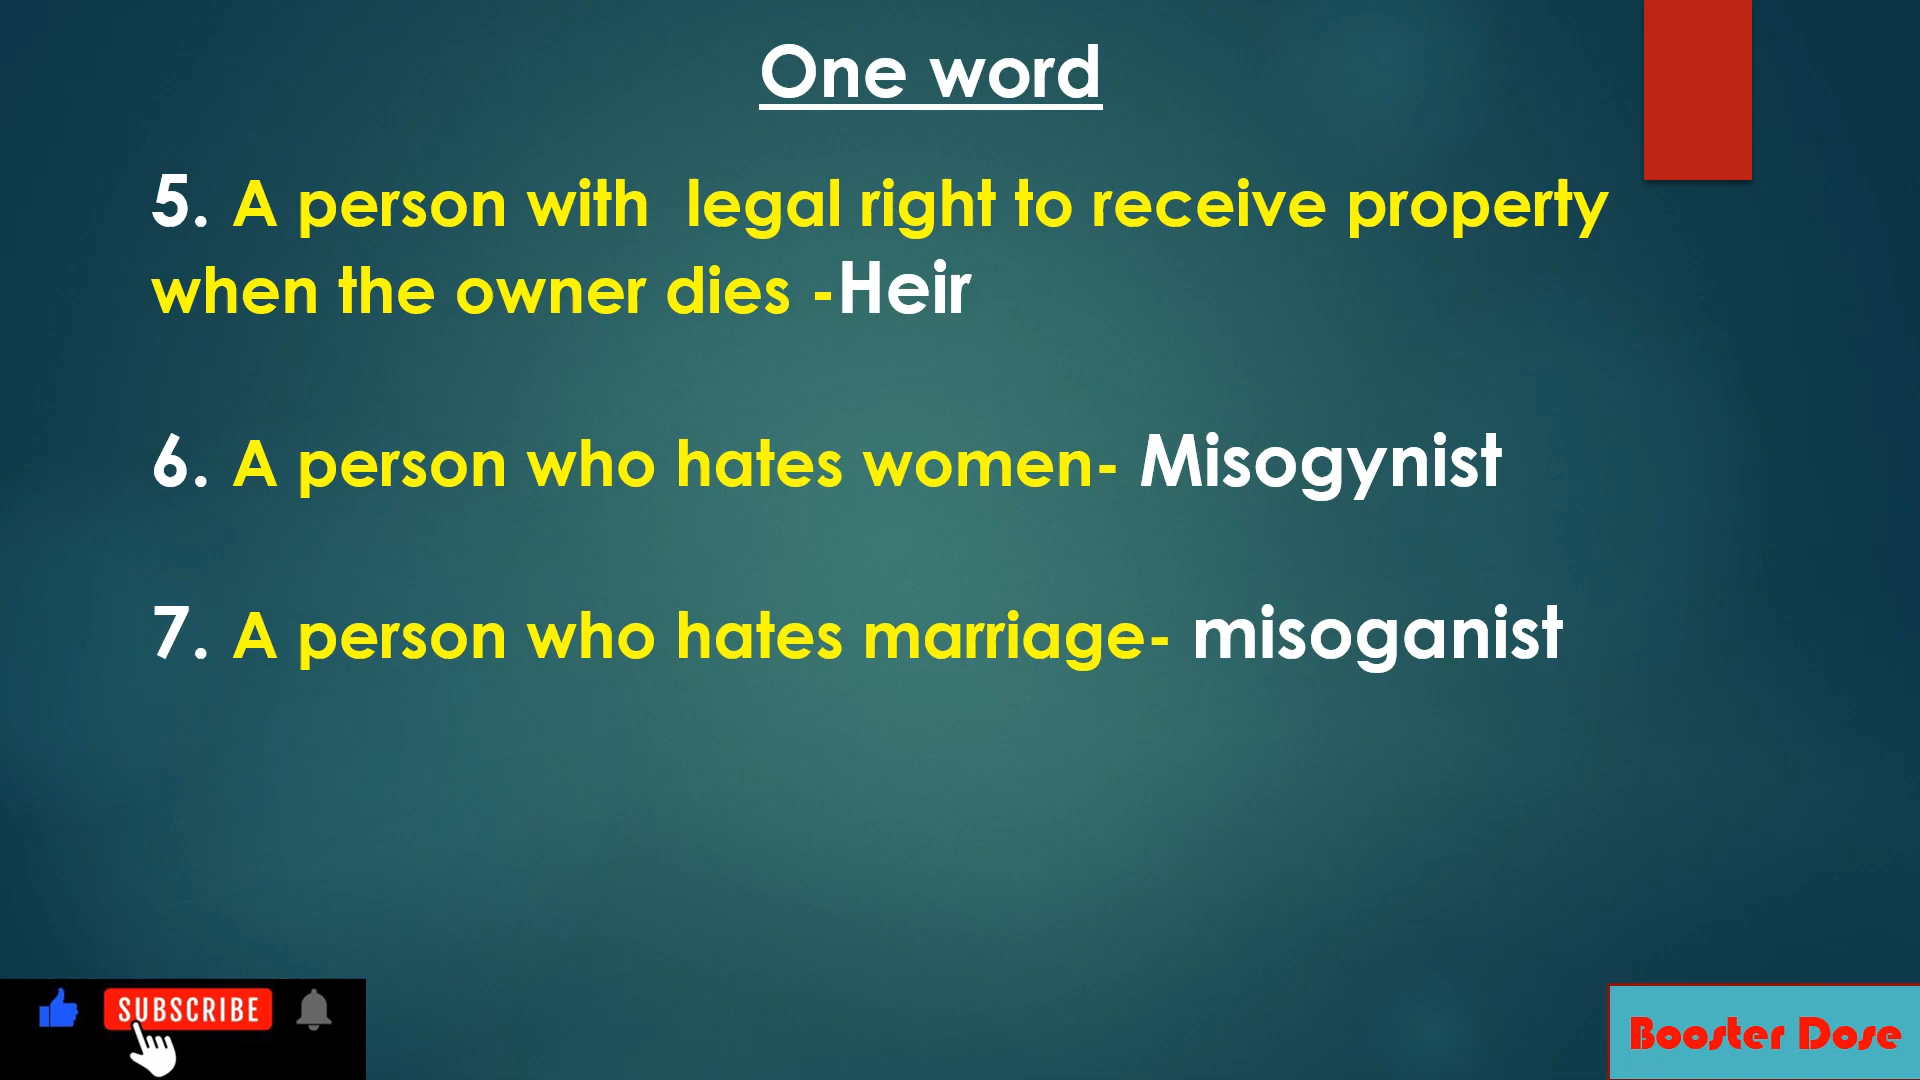 One word
5. A person with  legal right to receive property
when the owner dies -Heir
6. A person who hates women- Misogynist
7. A person who hates marriage- misoganist
SUBSCRIBE
Booster Dose